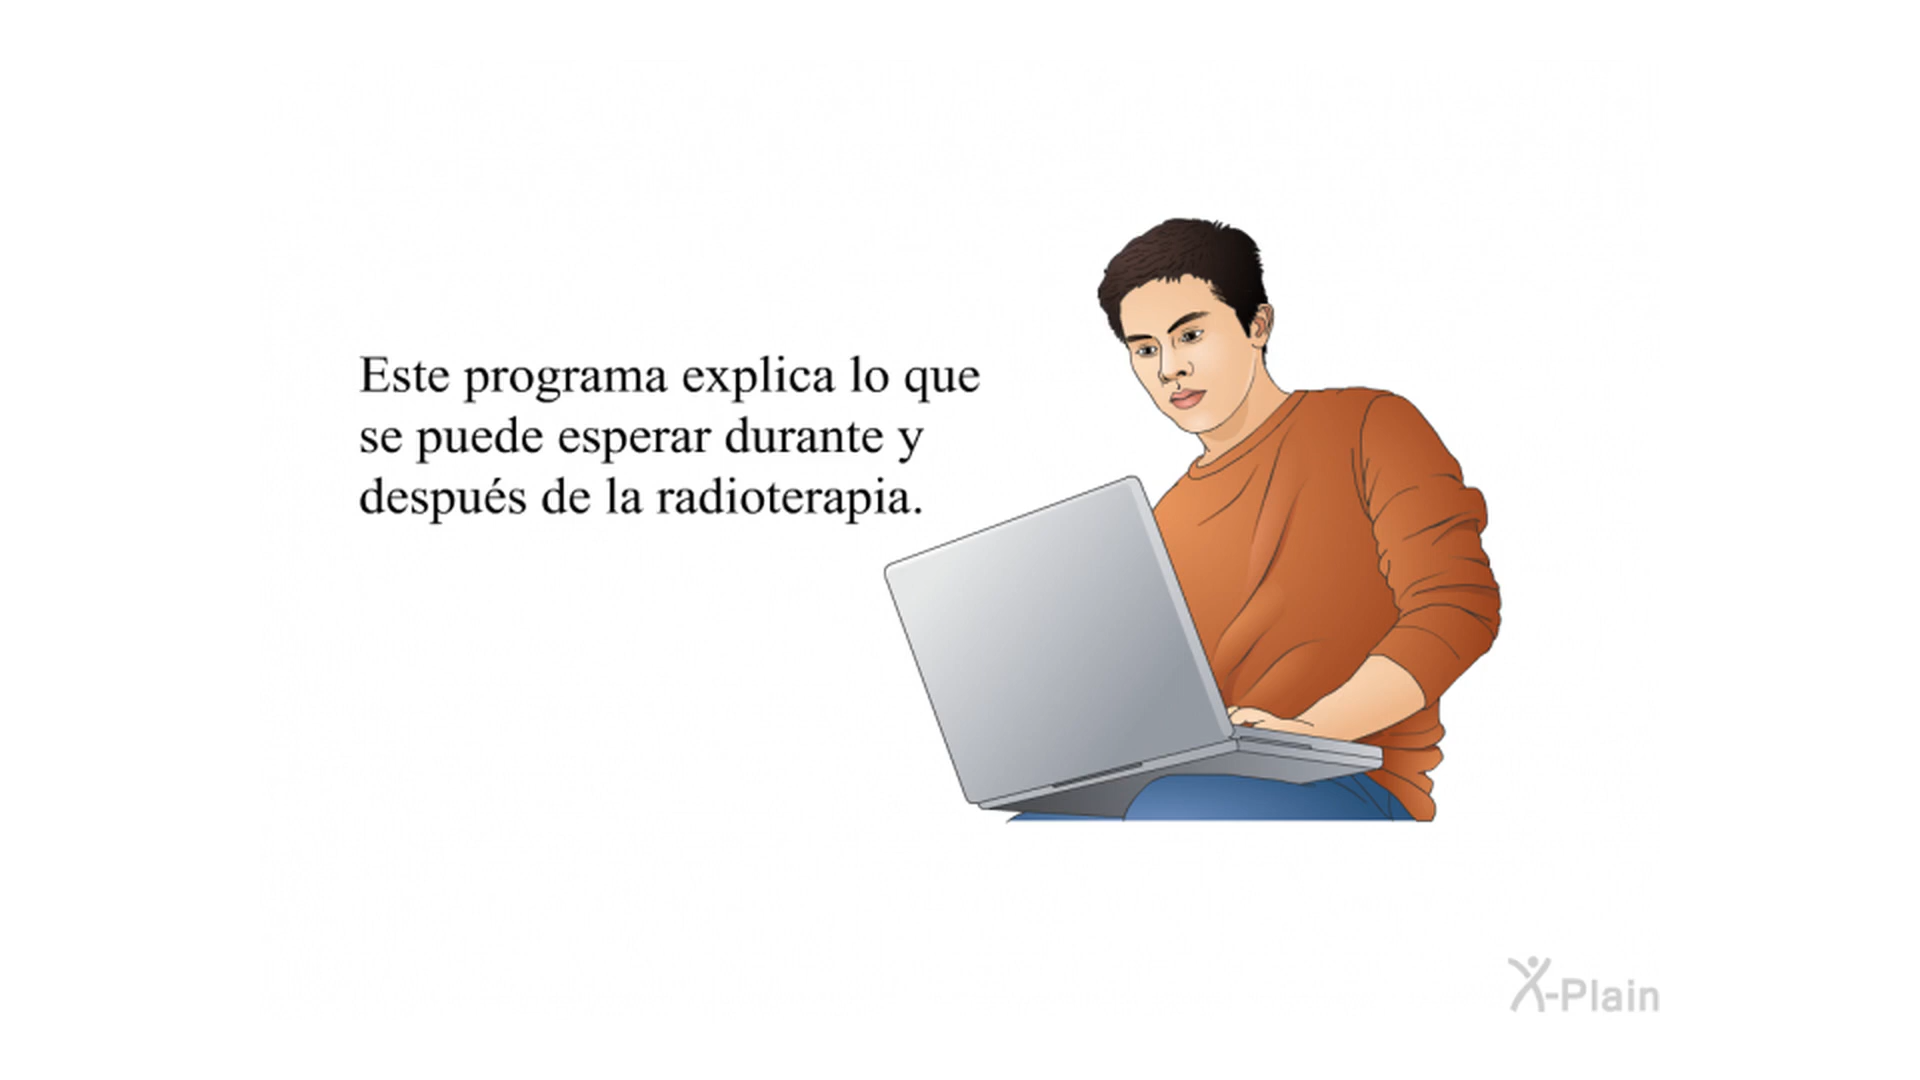 Este programa explica lo que
se puede esperar durante y
después de la radioterapia.
X-Plain